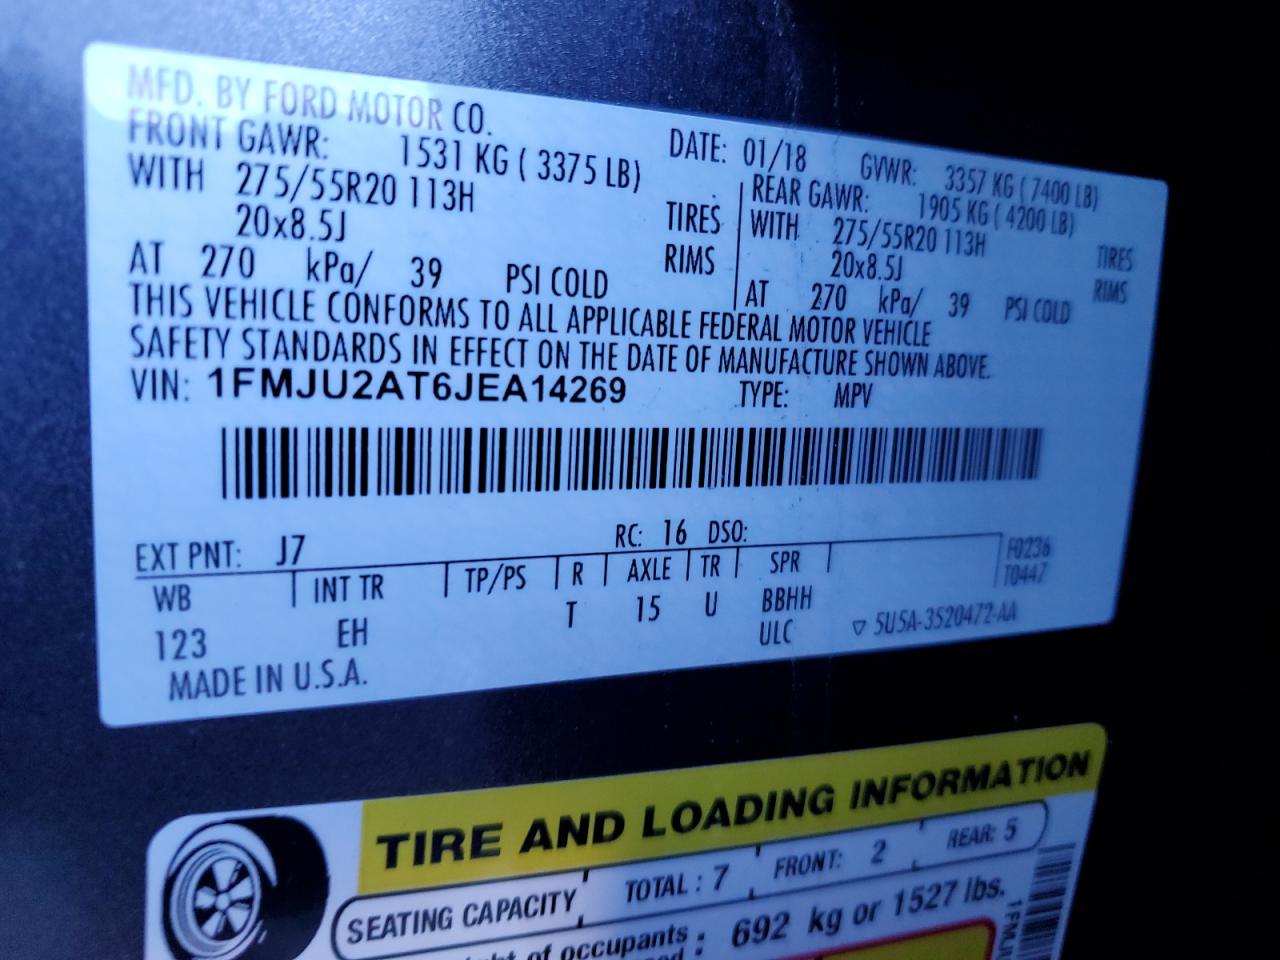 MFD. BY FORD MOTOR CO.
DATE: 01/18 GVWR: 3357 KG ( 7400 LB)
FRONT GAWR: 1531 KG ( 3375 LB)
WITH 275/55R20 113H TIRES
20x8.5J RIMS
AT 270 kPa/ 39 PSI COLD
REAR GAWR: 1905 KG ( 4200 LB)
WITH 275/55R20 113H TIRES
20x8.5J RIMS
AT 270 kPa/ 39 PSI COLD
THIS VEHICLE CONFORMS TO ALL APPLICABLE FEDERAL MOTOR VEHICLE
SAFETY STANDARDS IN EFFECT ON THE DATE OF MANUFACTURE SHOWN ABOVE.
VIN: 1FMJU2AT6JEA14269 TYPE: MPV
EXT PNT: J7 RC: 16 DSO:
F0236
T0447
WB INT TR TP/PS R AXLE TR SPR
123 EH T 15 U BBHH
ULC ▽ 5U5A-3520472-AA
MADE IN U.S.A.
TIRE AND LOADING INFORMATION
SEATING CAPACITY TOTAL : 7 FRONT: 2 REAR: 5
of occupants : 692 kg or 1527 lbs.
1FMJU